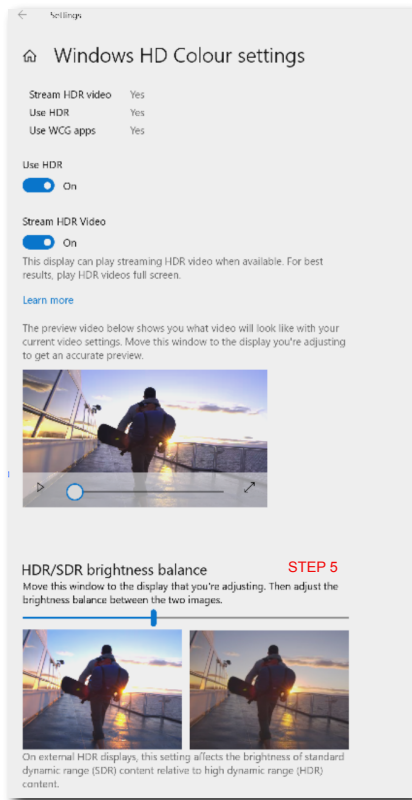 Settings
Windows HD Colour settings
Stream HDR video Yes
Use HDR Yes
Use WCG apps Yes
Use HDR
On
Stream HDR Video
On
This display can play streaming HDR video when available. For best
results, play HDR videos full screen.
Learn more
The preview video below shows you what video will look like with your
current video settings. Move this window to the display you're adjusting
to get an accurate preview.
HDR/SDR brightness balance STEP 5
Move this window to the display that you're adjusting. Then adjust the
brightness balance between the two images.
On external HDR displays, this setting affects the brightness of standard
dynamic range (SDR) content relative to high dynamic range (HDR)
content.